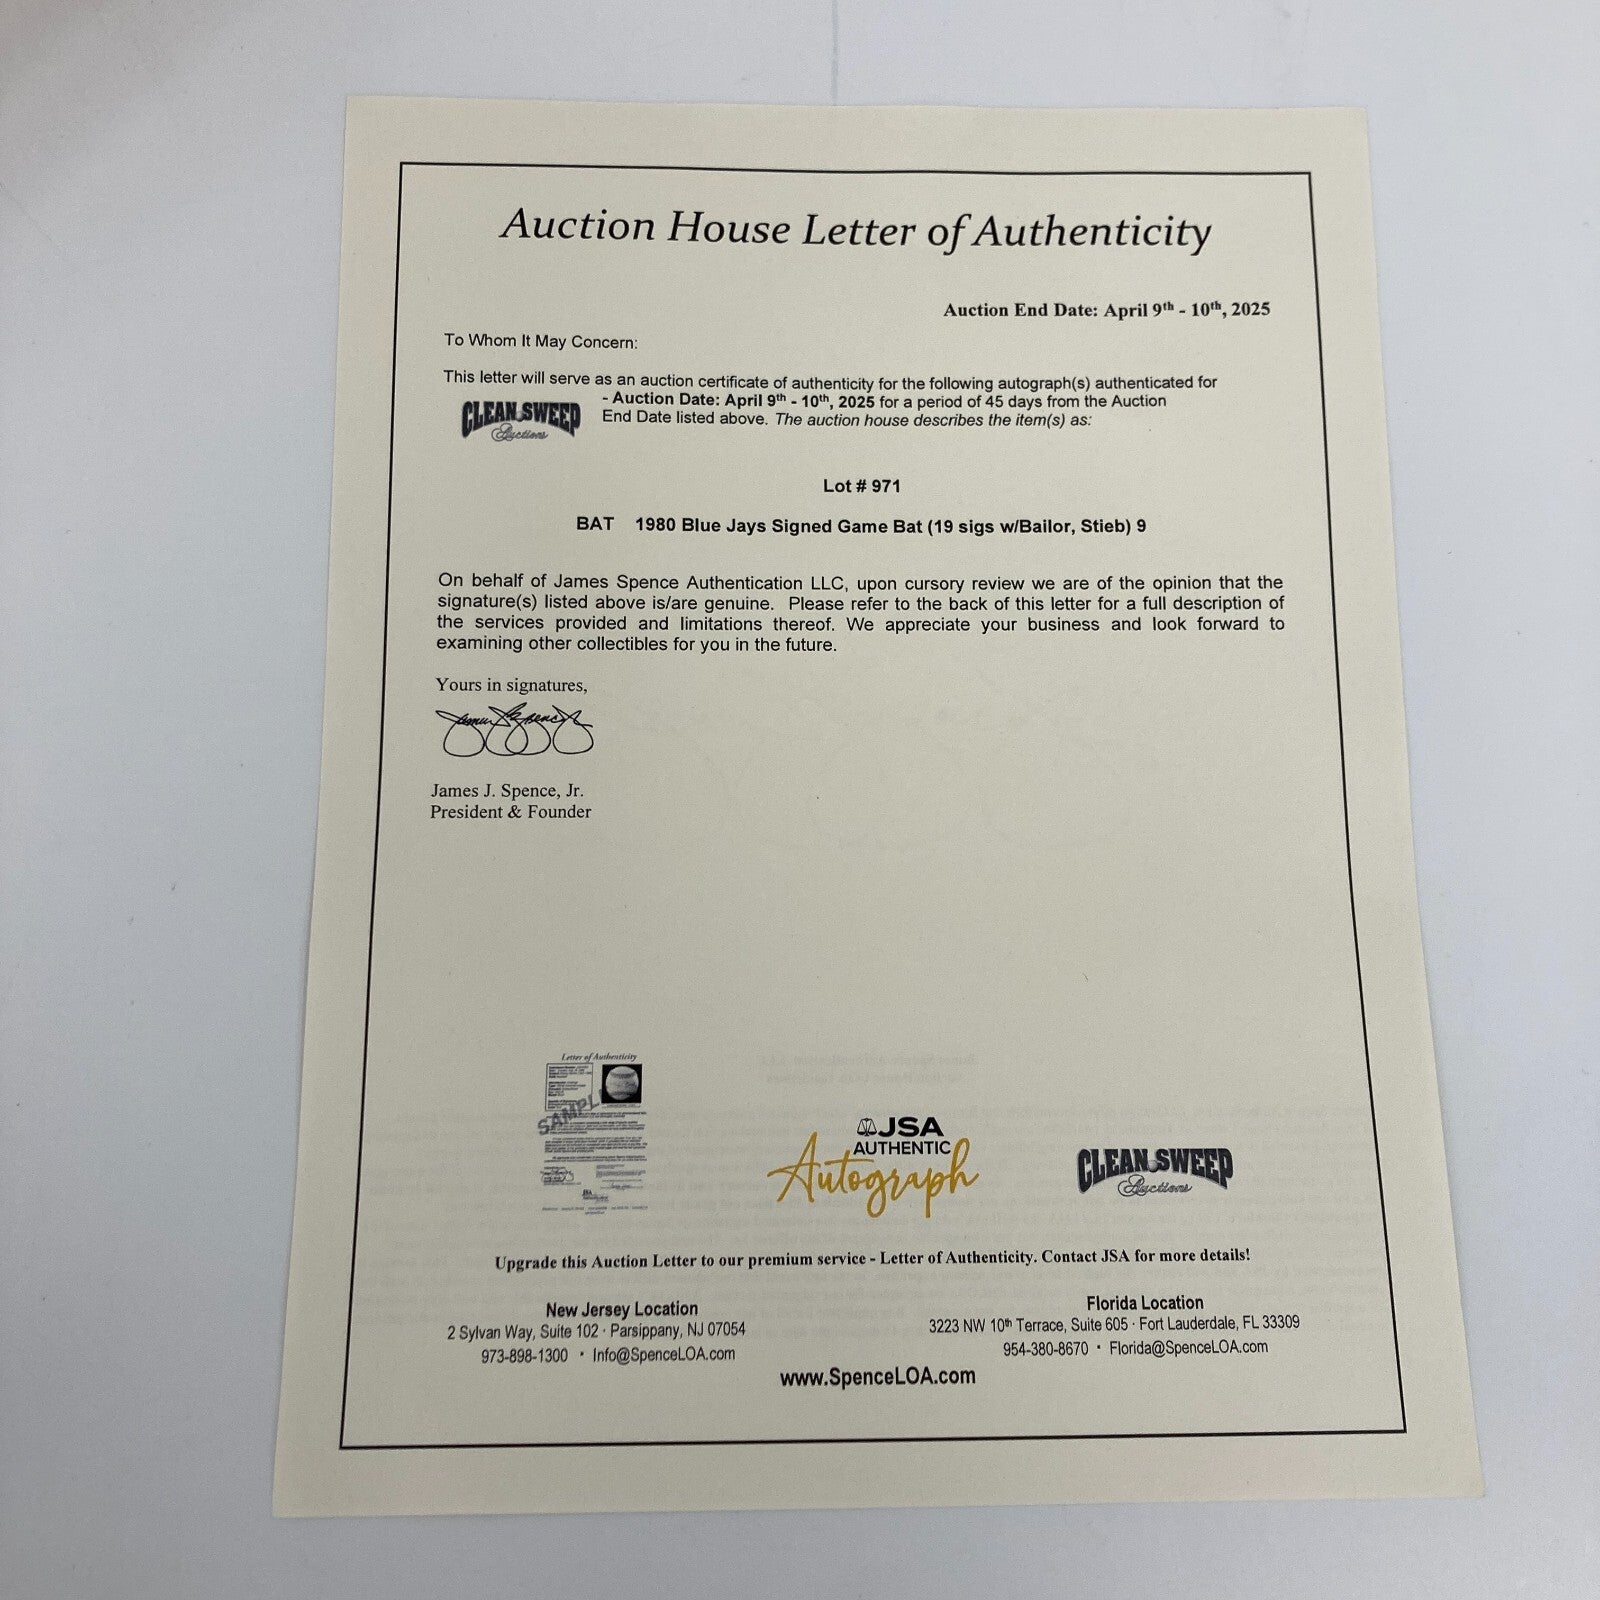 Auction House Letter of Authenticity
Auction End Date: April 9th - 10th, 2025
To Whom It May Concern:
This letter will serve as an auction certificate of authenticity for the following autograph(s) authenticated for
CLEAN SWEEP Auctions - Auction Date: April 9th - 10th, 2025 for a period of 45 days from the Auction
End Date listed above. The auction house describes the item(s) as:
Lot # 971
BAT 1980 Blue Jays Signed Game Bat (19 sigs w/Bailor, Stieb) 9
On behalf of James Spence Authentication LLC, upon cursory review we are of the opinion that the
signature(s) listed above is/are genuine. Please refer to the back of this letter for a full description of
the services provided and limitations thereof. We appreciate your business and look forward to
examining other collectibles for you in the future.
Yours in signatures,
James J. Spence, Jr.
James J. Spence, Jr.
President & Founder
Letter of Authenticity
SAMPLE
JSA
AUTHENTIC
Autograph
CLEAN SWEEP
Auctions
Upgrade this Auction Letter to our premium service - Letter of Authenticity. Contact JSA for more details!
New Jersey Location
2 Sylvan Way, Suite 102 · Parsippany, NJ 07054
973-898-1300 · Info@SpenceLOA.com
Florida Location
3223 NW 10th Terrace, Suite 605 · Fort Lauderdale, FL 33309
954-380-8670 · Florida@SpenceLOA.com
www.SpenceLOA.com